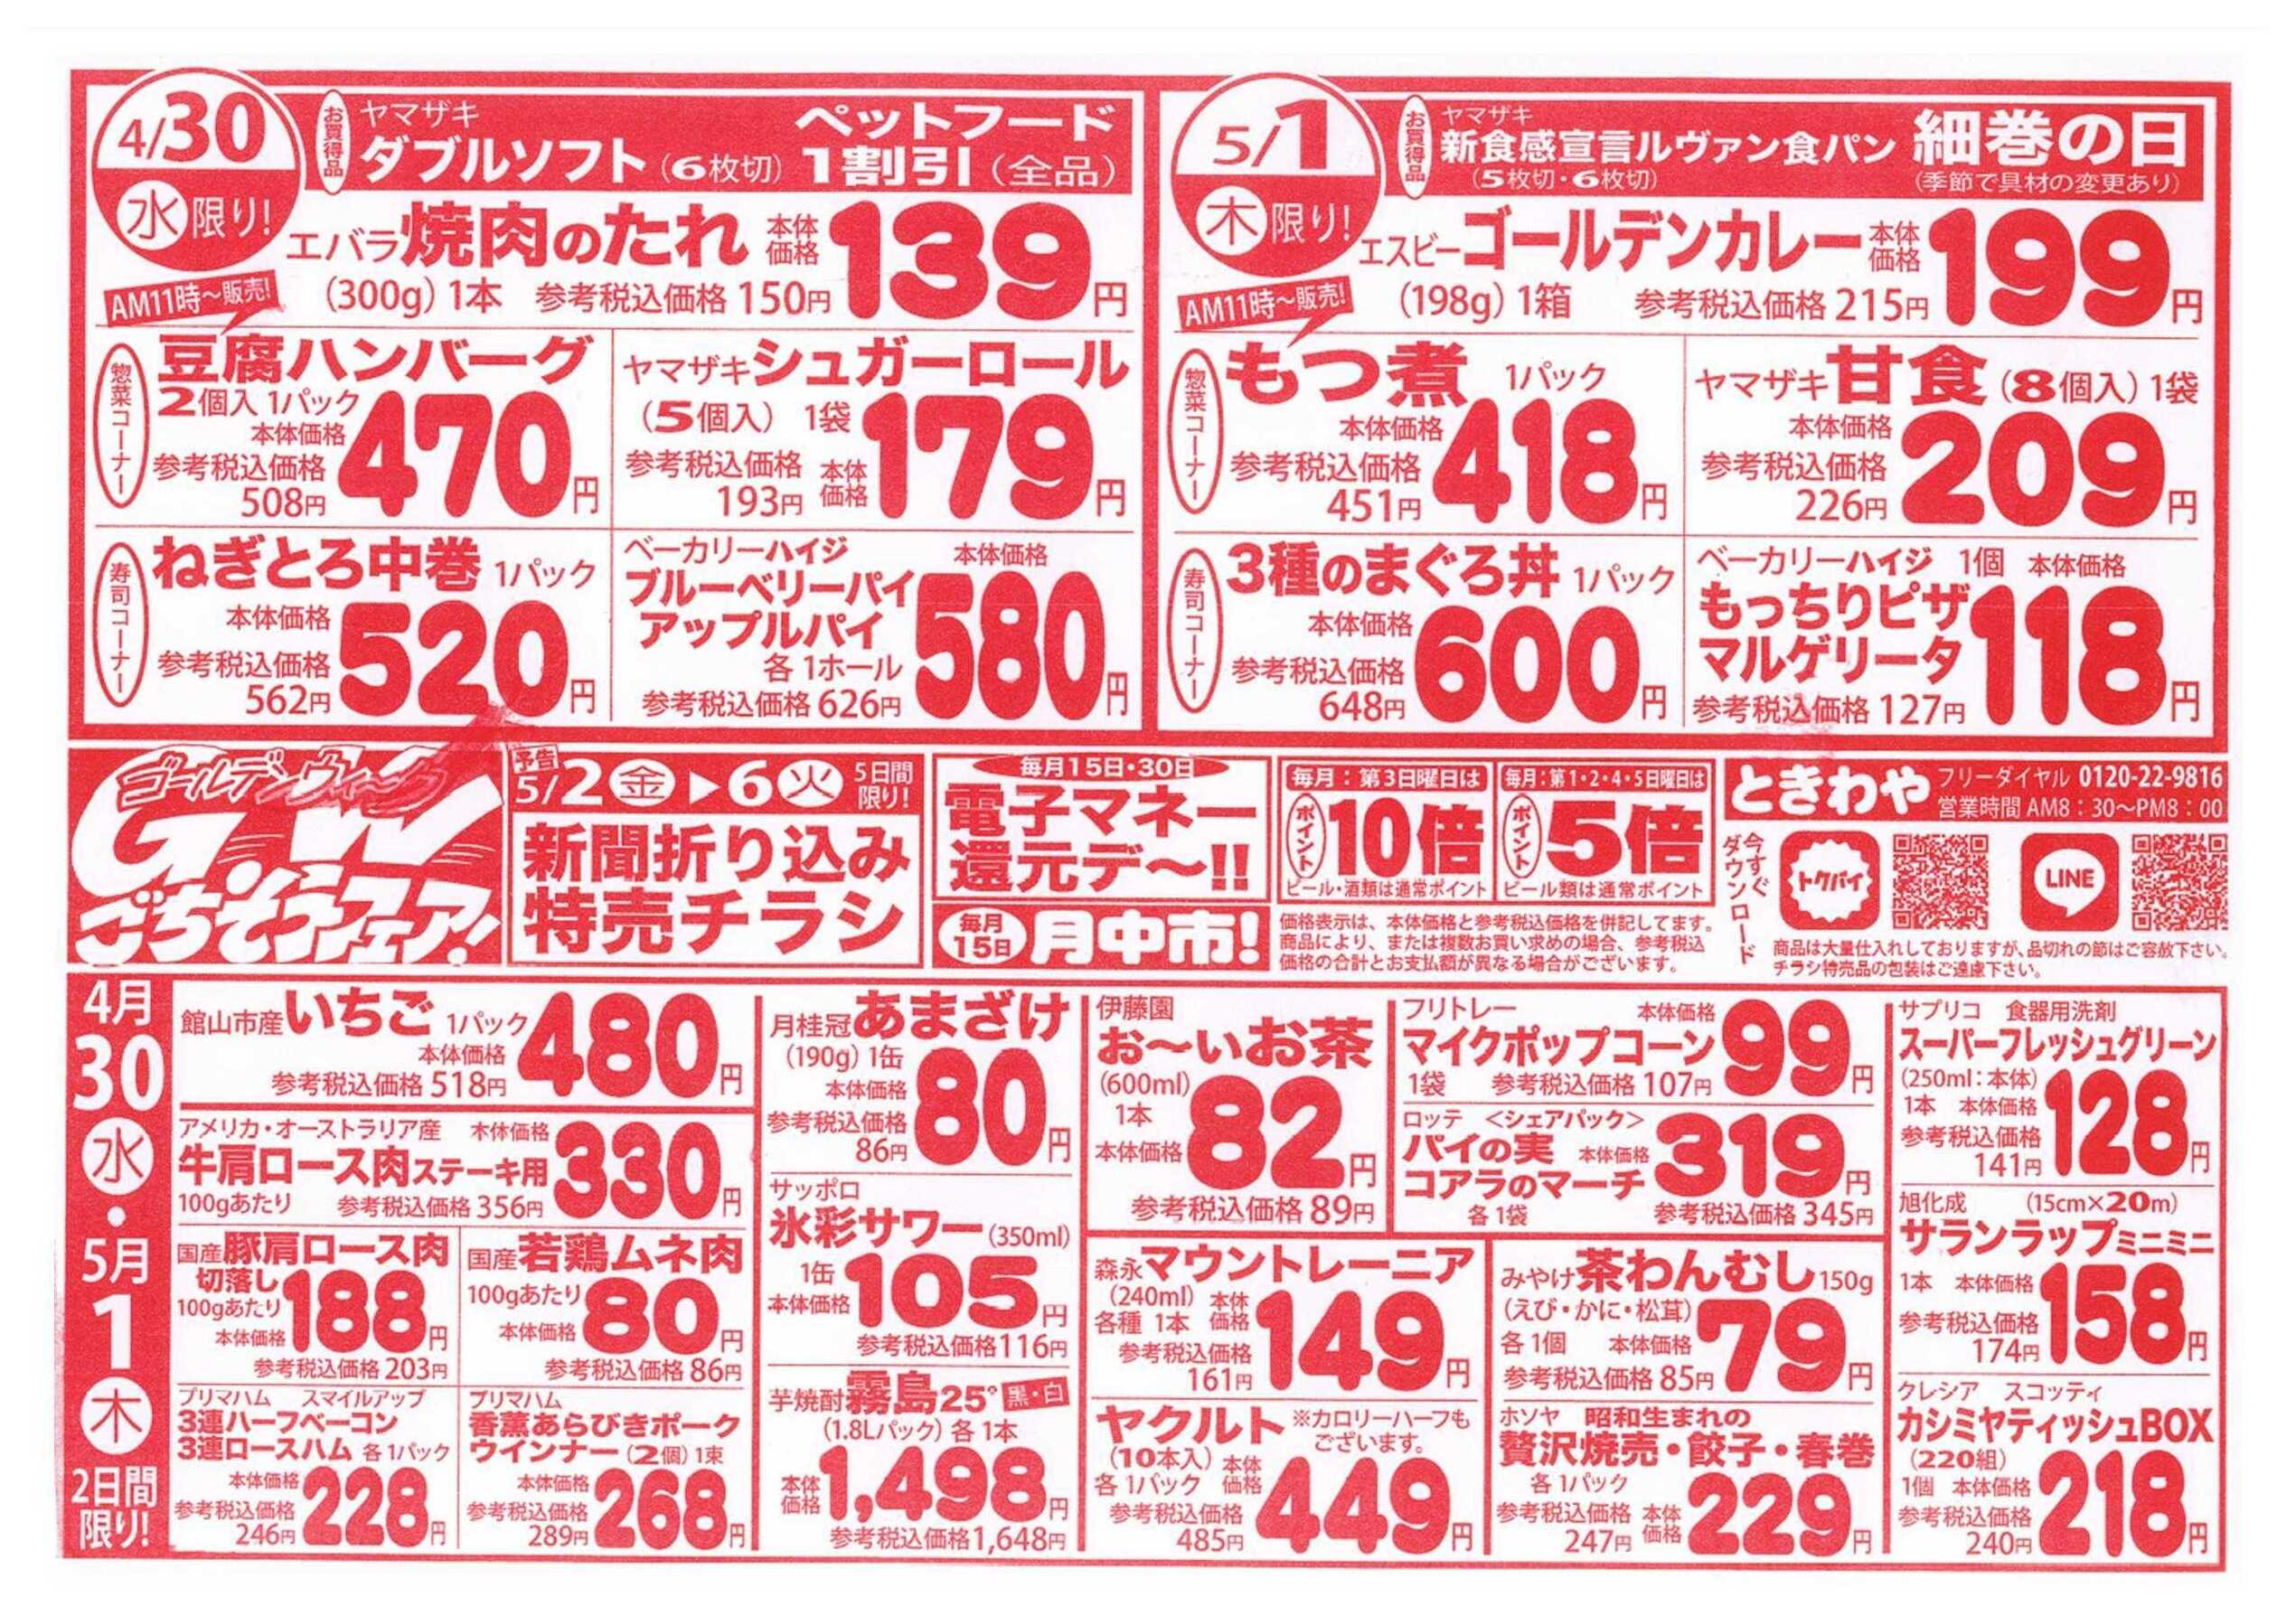 4/30
水限り!
お買得品
ヤマザキ
ダブルソフト(6枚切)
ペットフード
1割引(全品)
エバラ焼肉のたれ 本体価格 139円
(300g)1本 参考税込価格 150円
AM11時〜販売!
惣菜コーナー
豆腐ハンバーグ
2個入 1パック
本体価格 470円
参考税込価格
508円
ヤマザキシュガーロール
(5個入) 1袋
参考税込価格
193円
本体価格 179円
寿司コーナー
ねぎとろ中巻 1パック
本体価格 520円
参考税込価格
562円
ベーカリーハイジ 本体価格
ブルーベリーパイ
アップルパイ 580円
各1ホール
参考税込価格 626円
5/1
木限り!
お買得品
ヤマザキ
新食感宣言ルヴァン食パン
(5枚切・6枚切)
細巻の日
(季節で具材の変更あり)
エスビーゴールデンカレー 本体価格 199円
(198g)1箱 参考税込価格 215円
AM11時〜販売!
惣菜コーナー
もつ煮 1パック
本体価格 418円
参考税込価格
451円
ヤマザキ甘食(8個入)1袋
本体価格 209円
参考税込価格
226円
寿司コーナー
3種のまぐろ丼 1パック
本体価格 600円
参考税込価格
648円
ベーカリーハイジ 1個 本体価格
もっちりピザ
マルゲリータ 118円
参考税込価格 127円
ゴールデンウィーク
G.W
ごちそうフェア!
予告
5/2金▶6火 5日間限り!
新聞折り込み
特売チラシ
毎月15日・30日
電子マネー
還元デ〜!!
毎月15日 月中市!
毎月:第3日曜日は
ポイント10倍
ビール・酒類は通常ポイント
毎月:第1・2・4・5日曜日は
ポイント5倍
ビール類は通常ポイント
価格表示は、本体価格と参考税込価格を併記してます。
商品により、または複数お買い求めの場合、参考税込
価格の合計とお支払額が異なる場合がございます。
ときわや
フリーダイヤル 0120-22-9816
営業時間 AM8:30〜PM8:00
今すぐ
ダウンロード
トクバイ
LINE
商品は大量仕入れしておりますが、品切れの節はご容赦下さい。
チラシ特売品の包装はご遠慮下さい。
4月
30
水
・
5月
1
木
2日間
限り!
館山市産いちご 1パック
本体価格 480円
参考税込価格 518円
アメリカ・オーストラリア産 本体価格
牛肩ロース肉ステーキ用 330円
100gあたり 参考税込価格 356円
国産豚肩ロース肉
切落し
100gあたり
本体価格 188円
参考税込価格 203円
国産若鶏ムネ肉
100gあたり
本体価格 80円
参考税込価格 86円
プリマハム スマイルアップ
3連ハーフベーコン
3連ロースハム 各1パック
本体価格 228円
参考税込価格
246円
プリマハム
香薫あらびきポーク
ウインナー(2個)1束
本体価格 268円
参考税込価格
289円
月桂冠あまざけ
(190g)1缶
本体価格 80円
参考税込価格
86円
サッポロ
氷彩サワー(350ml)
1缶
本体価格 105円
参考税込価格116円
芋焼酎霧島25° 黒・白
(1.8Lパック)各1本
本体価格 1,498円
参考税込価格1,648円
伊藤園
お〜いお茶
(600ml)
1本
本体価格 82円
参考税込価格 89円
フリトレー 本体価格
マイクポップコーン 99円
1袋 参考税込価格 107円
ロッテ <シェアパック>
パイの実 本体価格
コアラのマーチ 319円
各1袋 参考税込価格 345円
森永マウントレーニア
(240ml)
各種 1本 本体価格 149円
参考税込価格
161円
みやけ茶わんむし150g
(えび・かに・松茸)
各1個 本体価格 79円
参考税込価格 85円
ヤクルト ※カロリーハーフも
ございます。
(10本入)
各1パック 本体価格 449円
参考税込価格
485円
ホソヤ 昭和生まれの
贅沢焼売・餃子・春巻
各1パック
参考税込価格
247円
本体価格 229円
サプリコ 食器用洗剤
スーパーフレッシュグリーン
(250ml:本体)
1本 本体価格 128円
参考税込価格
141円
旭化成 (15cm×20m)
サランラップミニミニ
1本 本体価格 158円
参考税込価格
174円
クレシア スコッティ
カシミヤティッシュBOX
(220組)
1個 本体価格 218円
参考税込価格
240円